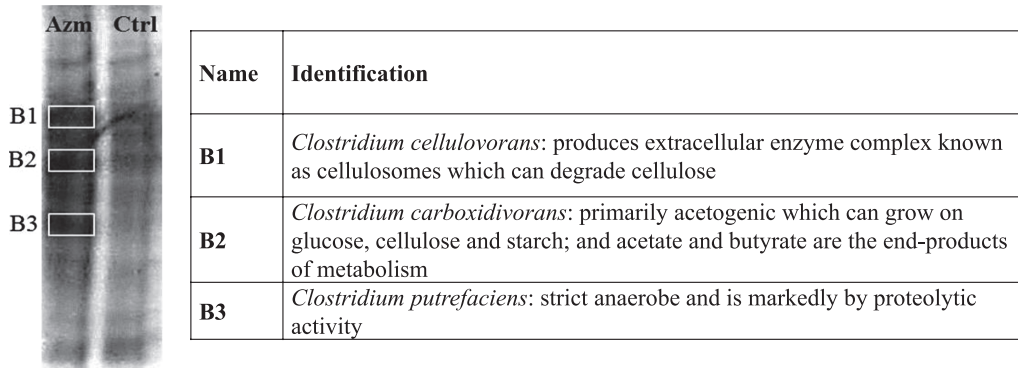 Azm Ctrl
B1
B2
B3
Name Identification
B1 Clostridium cellulovorans: produces extracellular enzyme complex known
as cellulosomes which can degrade cellulose
B2 Clostridium carboxidivorans: primarily acetogenic which can grow on
glucose, cellulose and starch; and acetate and butyrate are the end-products
of metabolism
B3 Clostridium putrefaciens: strict anaerobe and is markedly by proteolytic
activity